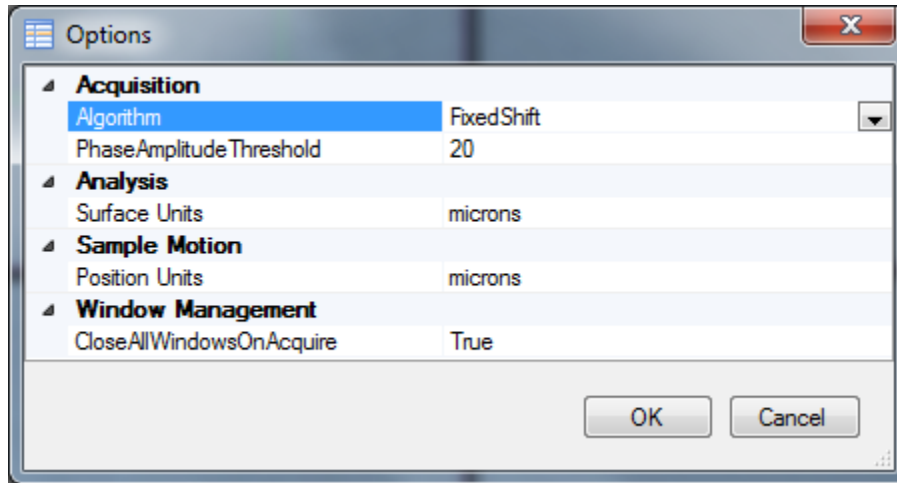 Options
Acquisition
Algorithm FixedShift
PhaseAmplitudeThreshold 20
Analysis
Surface Units microns
Sample Motion
Position Units microns
Window Management
CloseAllWindowsOnAcquire True
OK Cancel